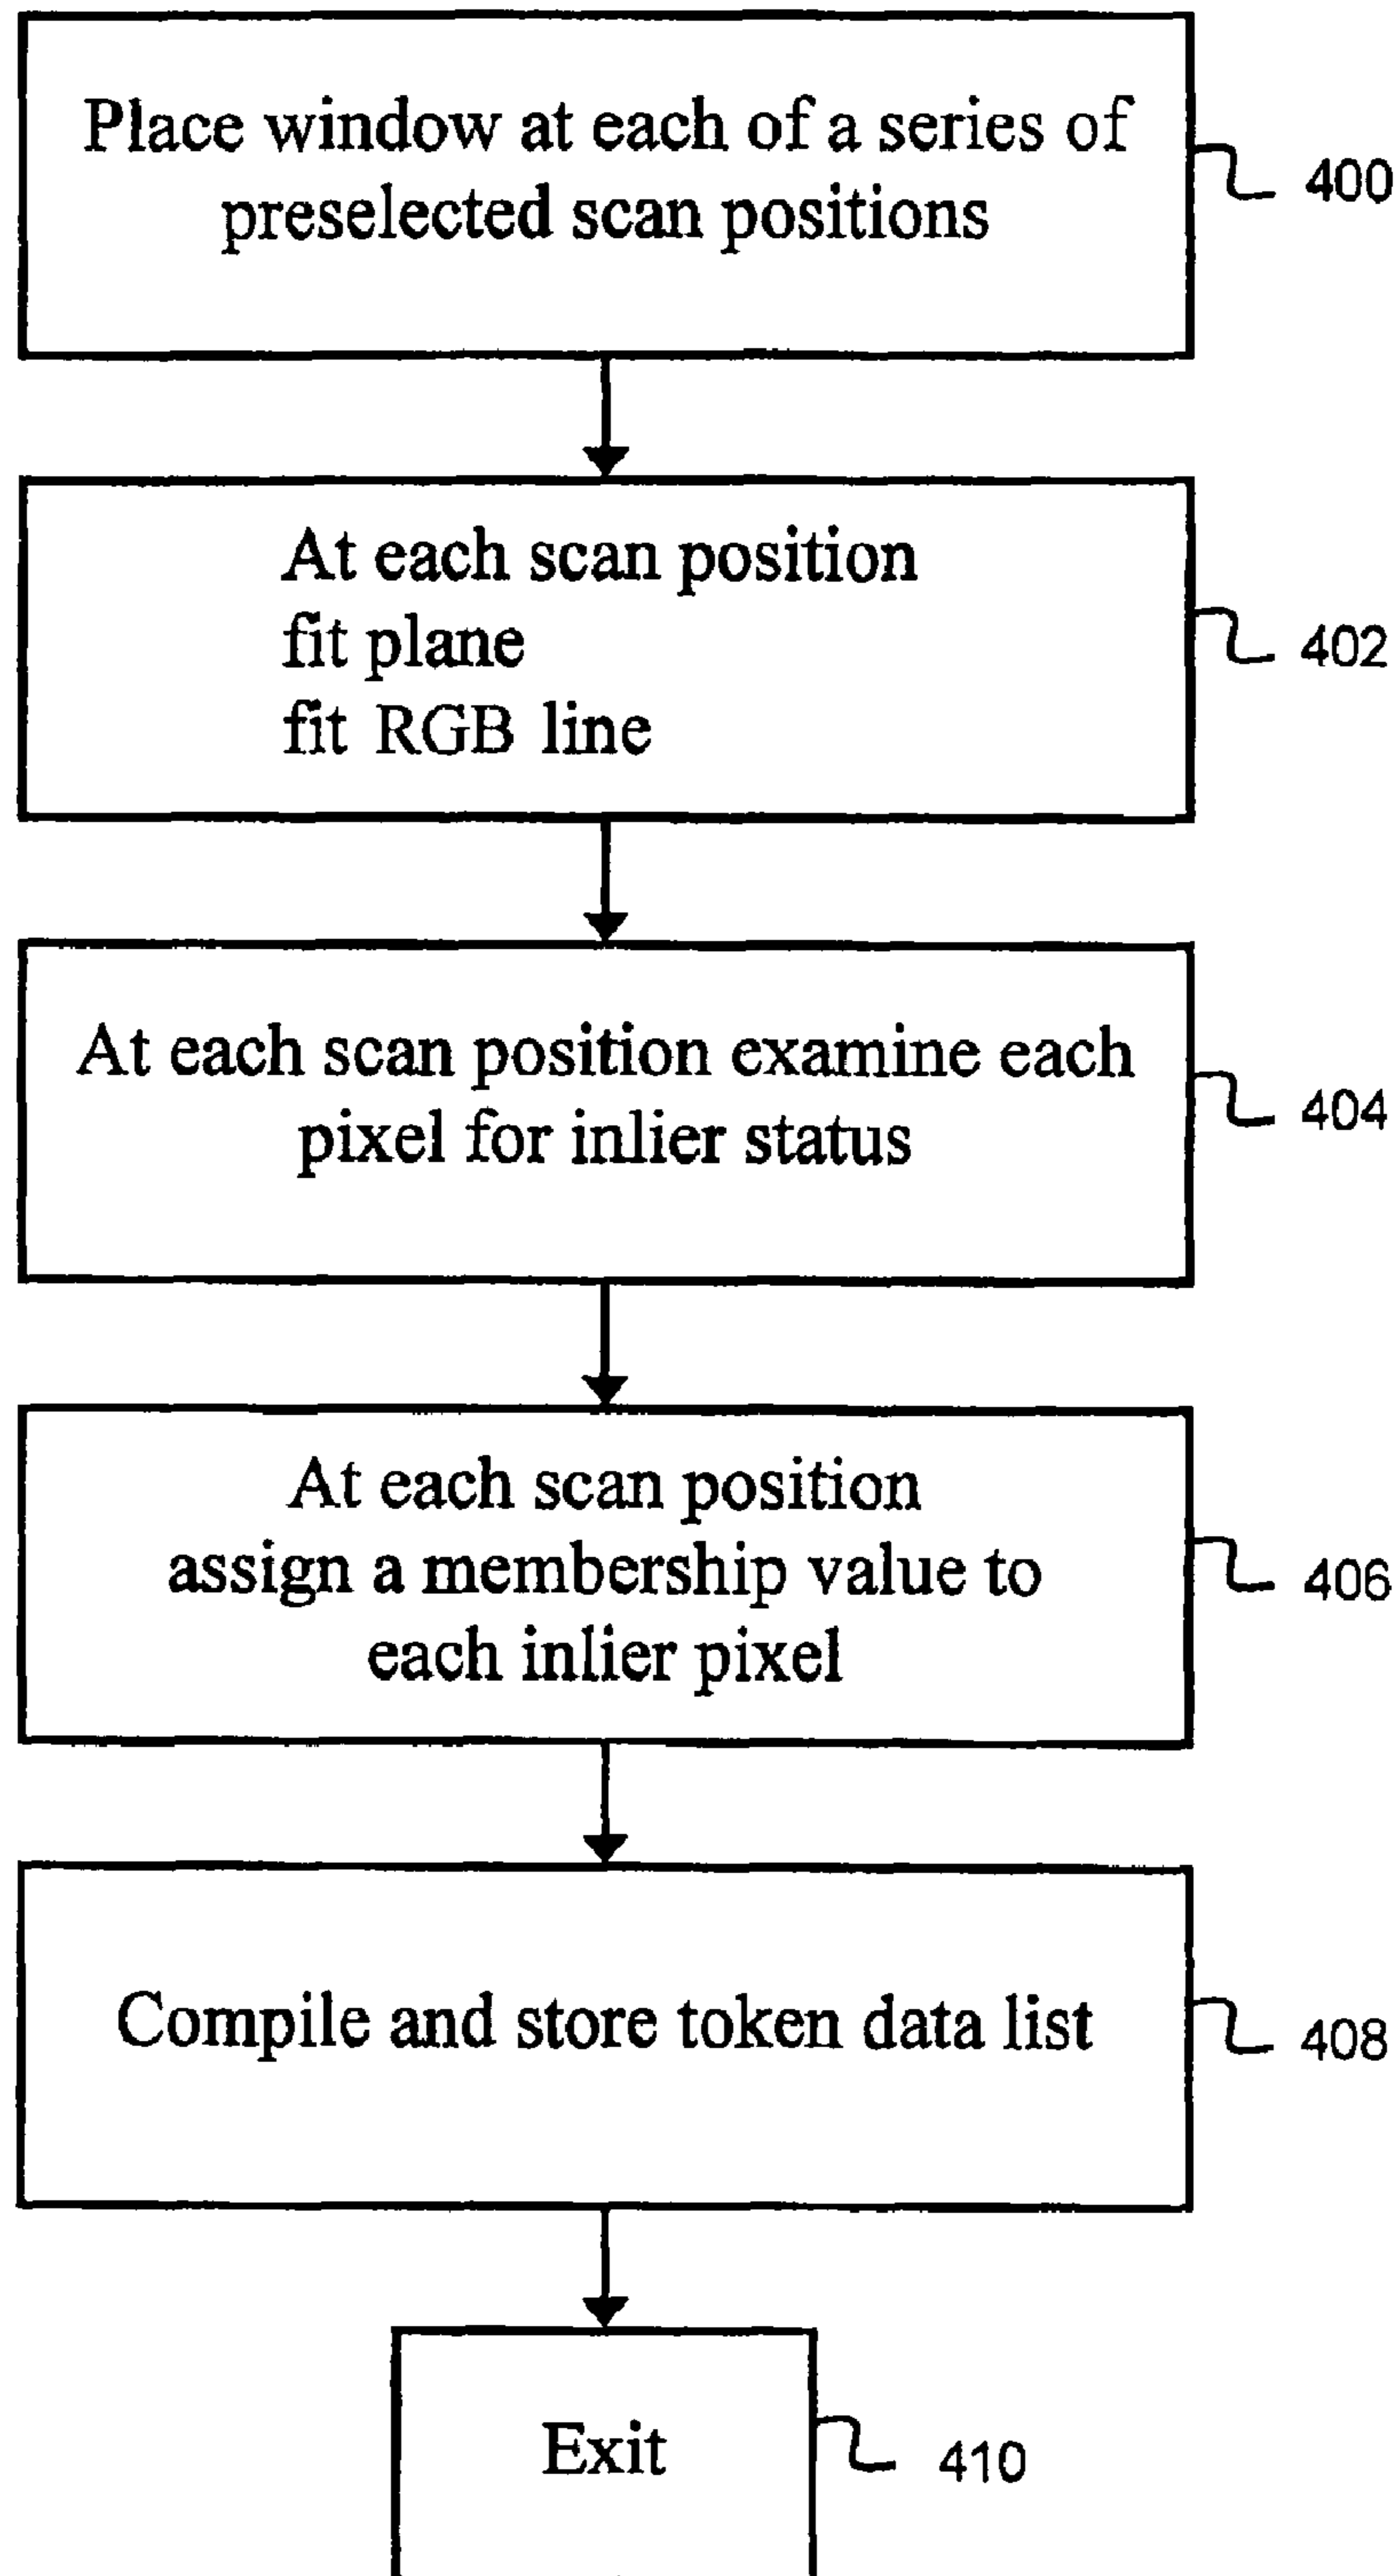 Place window at each of a series of
preselected scan positions
400
At each scan position
fit plane
fit RGB line
402
At each scan position examine each
pixel for inlier status
404
At each scan position
assign a membership value to
each inlier pixel
406
Compile and store token data list
408
Exit
410